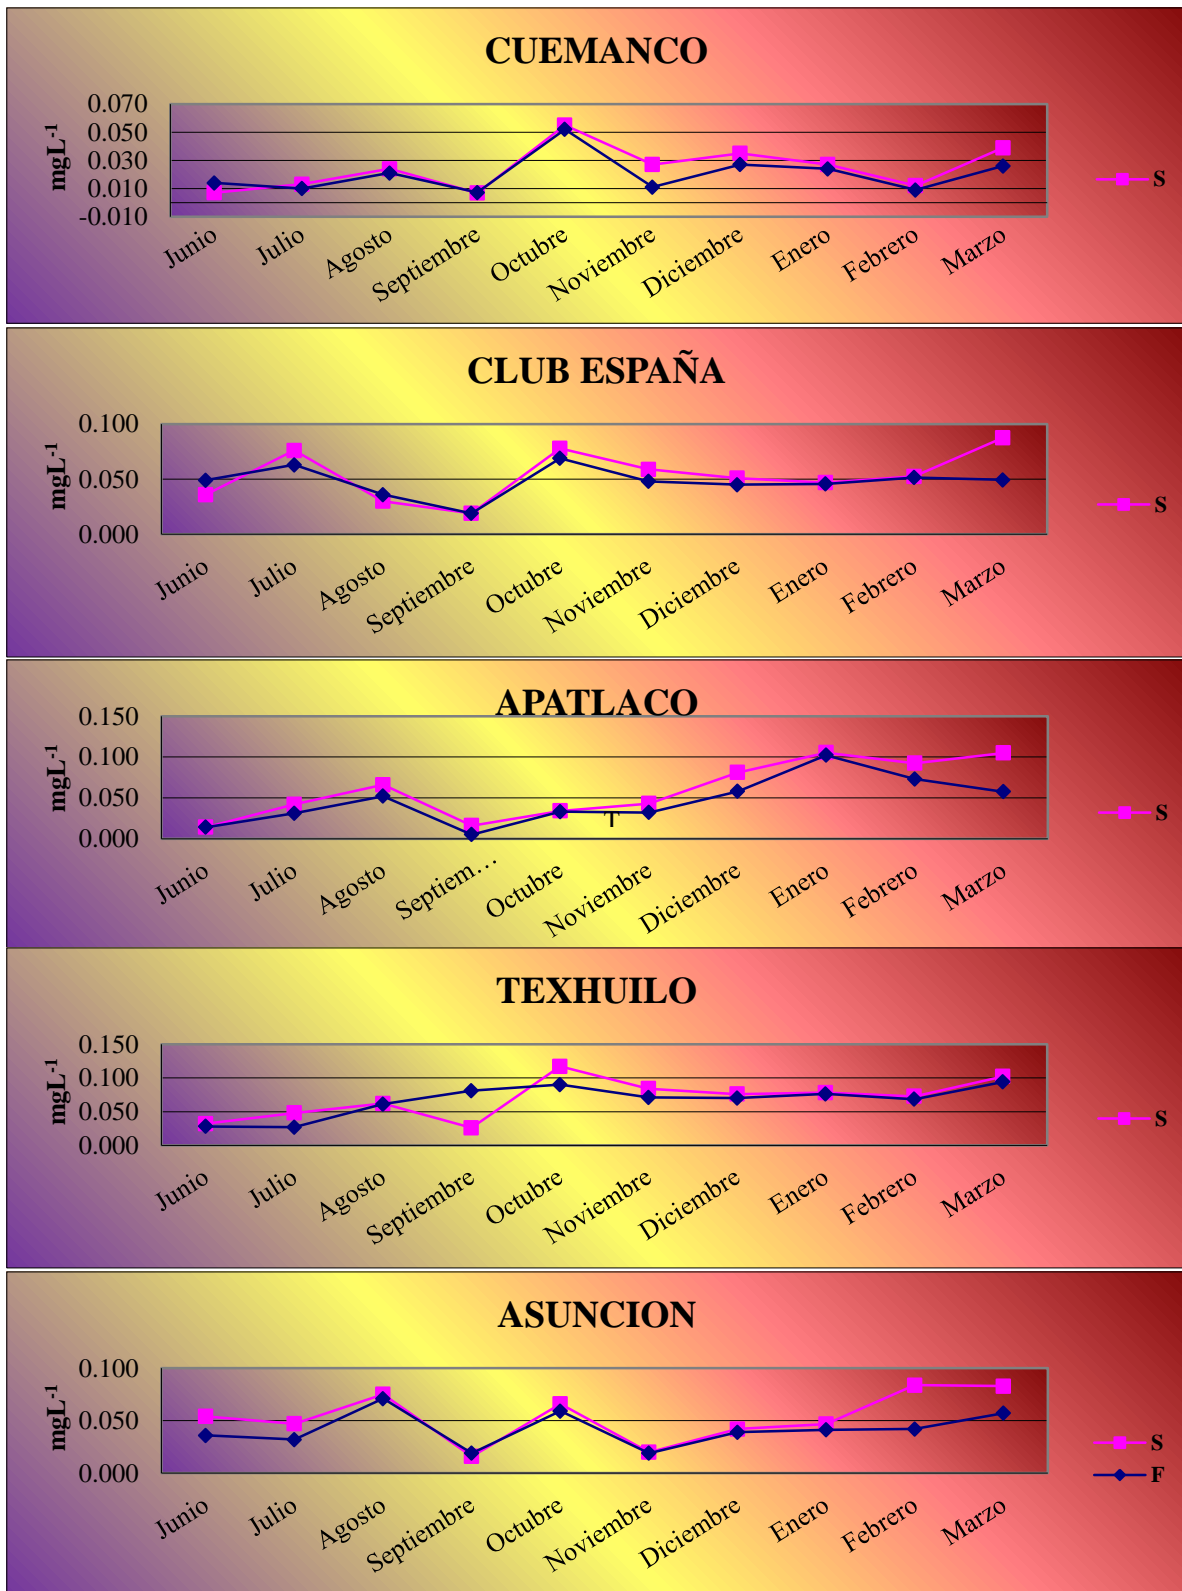 CUEMANCO
mgL-1
0.070
0.050
0.030
0.010
-0.010
Junio Julio Agosto Septiembre Octubre Noviembre Diciembre Enero Febrero Marzo
S
CLUB ESPAÑA
mgL-1
0.100
0.050
0.000
Junio Julio Agosto Septiembre Octubre Noviembre Diciembre Enero Febrero Marzo
S
APATLACO
mgL-1
0.150
0.100
0.050
0.000
T
Junio Julio Agosto Septiem... Octubre Noviembre Diciembre Enero Febrero Marzo
S
TEXHUILO
mgL-1
0.150
0.100
0.050
0.000
Junio Julio Agosto Septiembre Octubre Noviembre Diciembre Enero Febrero Marzo
S
ASUNCION
mgL-1
0.100
0.050
0.000
Junio Julio Agosto Septiembre Octubre Noviembre Diciembre Enero Febrero Marzo
S
F